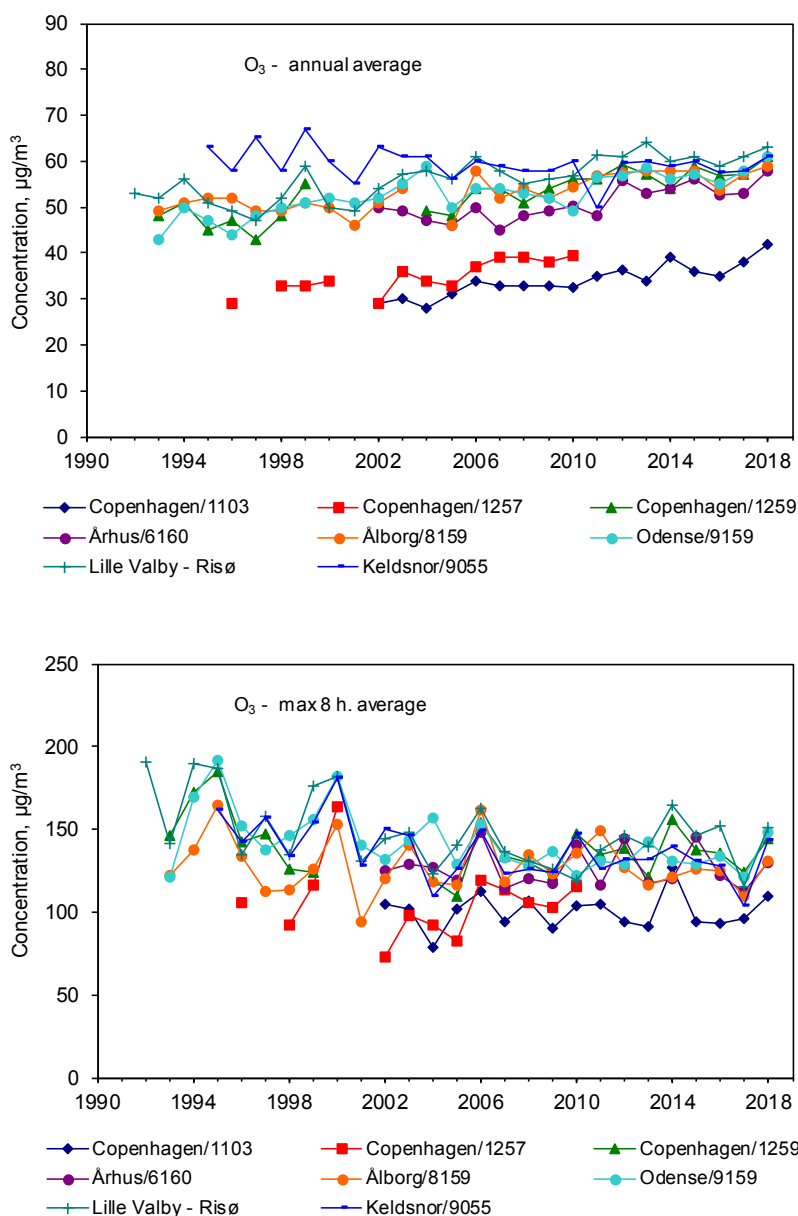 90
80
70
60
50
40
30
20
10
0
Concentration, µg/m³
O₃ - annual average
1990 1994 1998 2002 2006 2010 2014 2018
Copenhagen/1103 Copenhagen/1257 Copenhagen/1259
Århus/6160 Ålborg/8159 Odense/9159
Lille Valby - Risø Keldsnor/9055
250
200
150
100
50
0
Concentration, µg/m³
O₃ - max 8 h. average
1990 1994 1998 2002 2006 2010 2014 2018
Copenhagen/1103 Copenhagen/1257 Copenhagen/1259
Århus/6160 Ålborg/8159 Odense/9159
Lille Valby - Risø Keldsnor/9055